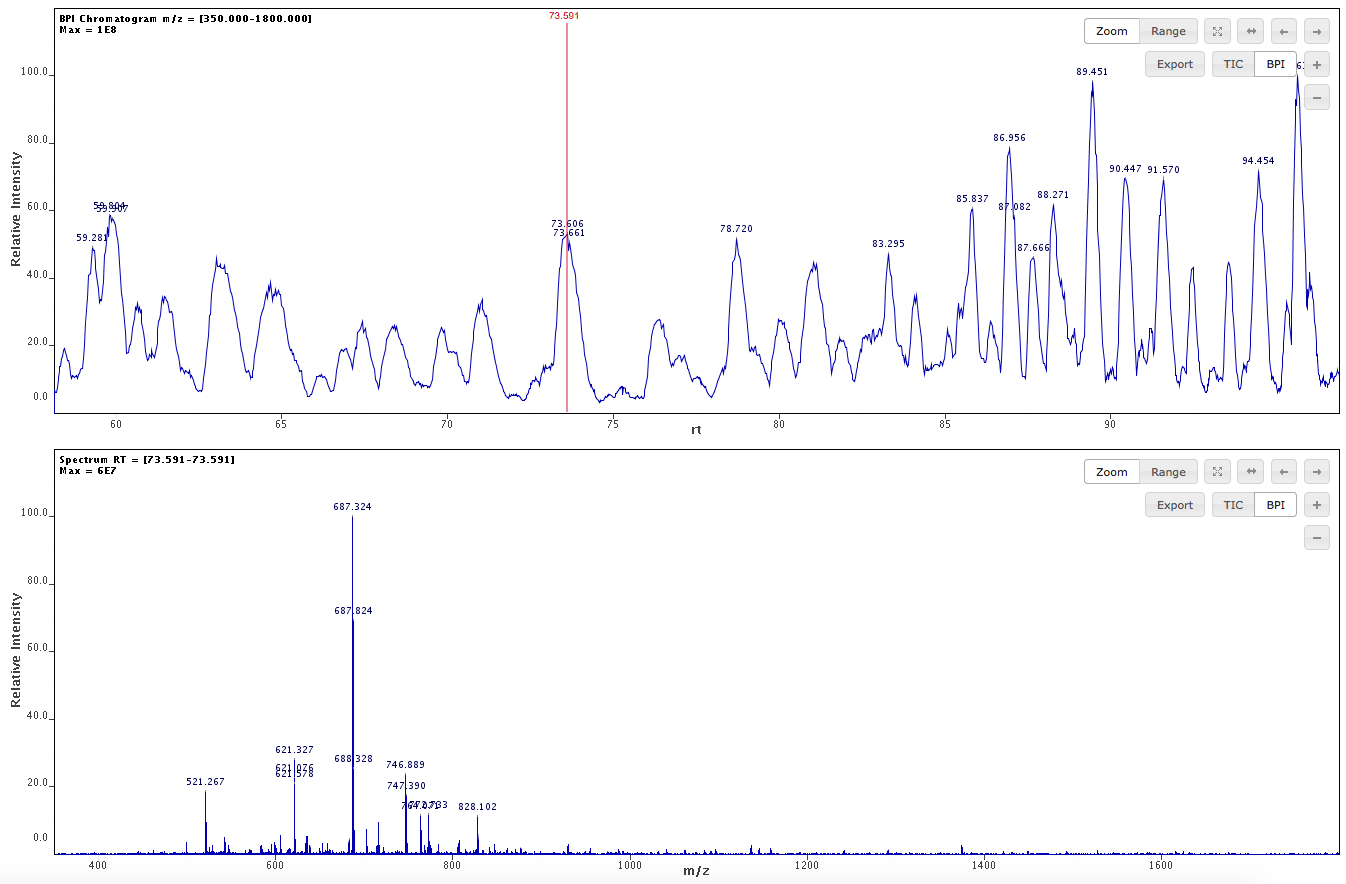 BPI Chromatogram m/z = [350.000-1800.000]
Max = 1E8
73.591
Zoom Range
Export TIC BPI
Relative Intensity
100.0
80.0
60.0
40.0
20.0
0.0
59.281
59.804
59.907
73.606
73.661
78.720
83.295
85.837
86.956
87.082
87.666
88.271
89.451
90.447
91.570
94.454
60 65 70 75 80 85 90
rt
Spectrum RT = [73.591-73.591]
Max = 6E7
Zoom Range
Export TIC BPI
Relative Intensity
100.0
80.0
60.0
40.0
20.0
0.0
521.267
621.327
621.076
621.578
687.324
687.824
688.328
746.889
747.390
828.102
400 600 800 1000 1200 1400 1600
m/z